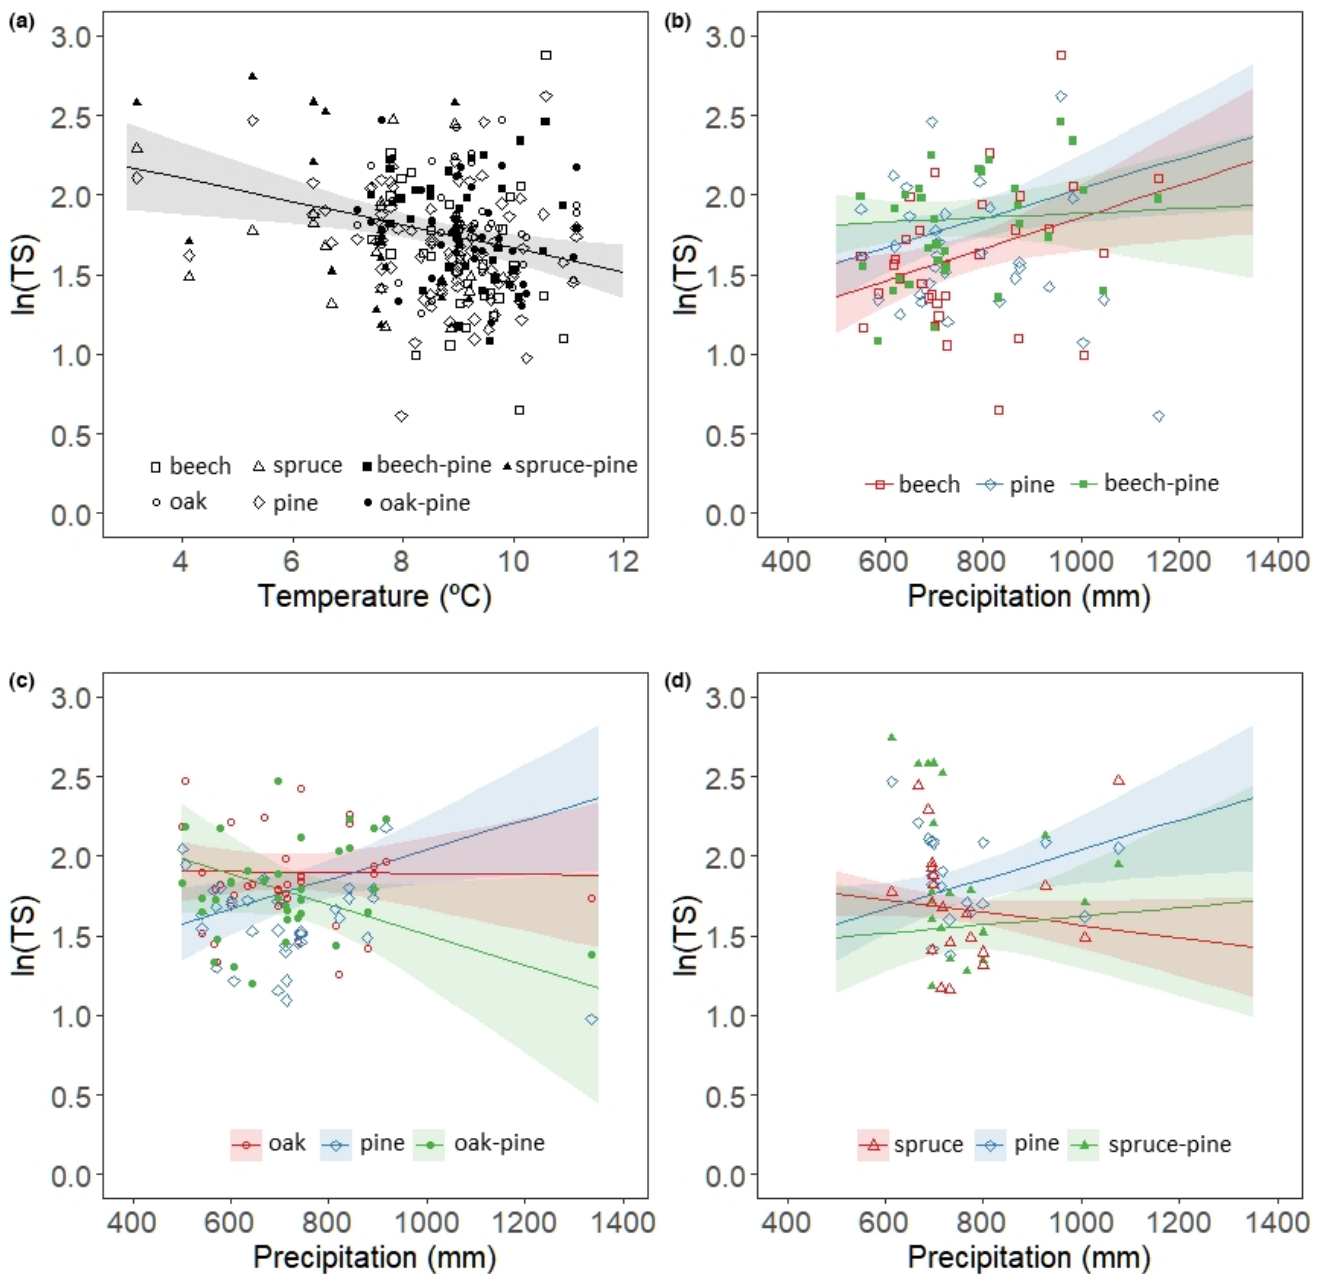 (a)
3.0
2.5
2.0
1.5
1.0
0.5
0.0
ln(TS)
beech spruce beech-pine spruce-pine
oak pine oak-pine
4 6 8 10 12
Temperature (ºC)
(b)
3.0
2.5
2.0
1.5
1.0
0.5
0.0
ln(TS)
beech pine beech-pine
400 600 800 1000 1200 1400
Precipitation (mm)
(c)
3.0
2.5
2.0
1.5
1.0
0.5
0.0
ln(TS)
oak pine oak-pine
400 600 800 1000 1200 1400
Precipitation (mm)
(d)
3.0
2.5
2.0
1.5
1.0
0.5
0.0
ln(TS)
spruce pine spruce-pine
400 600 800 1000 1200 1400
Precipitation (mm)